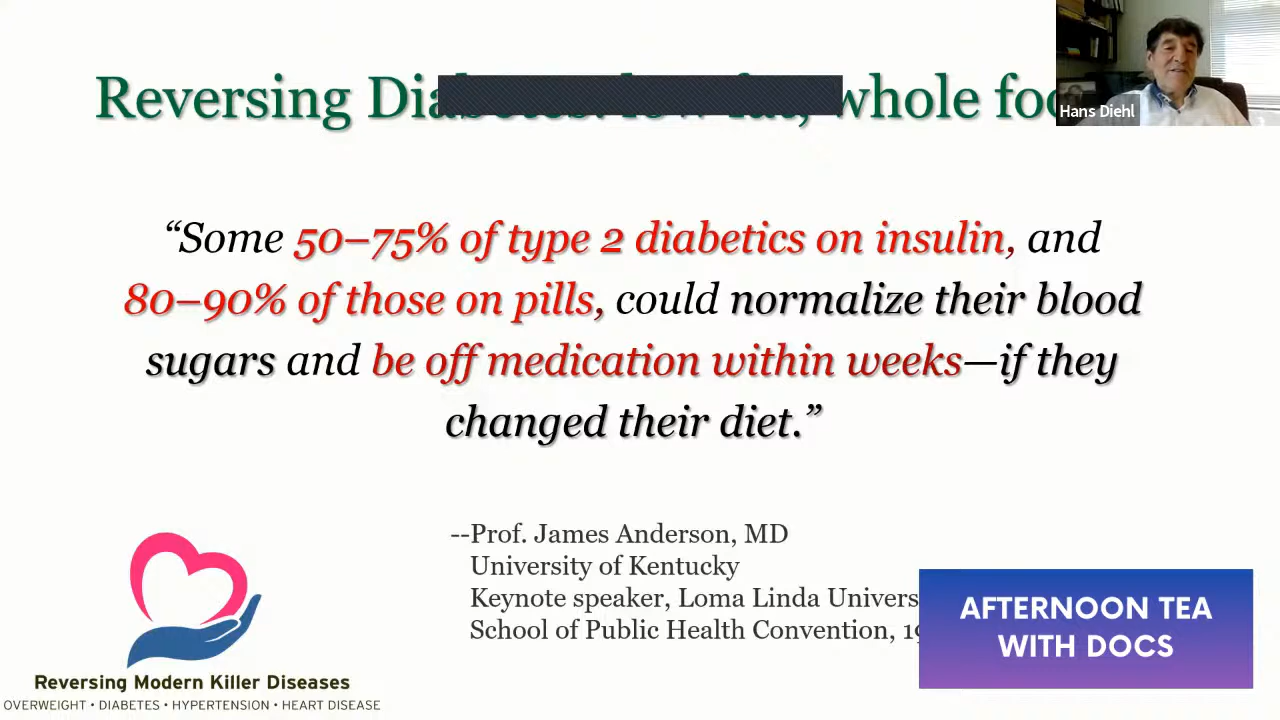 Reversing Diabetes: low fat, whole foo
Hans Diehl
“Some 50–75% of type 2 diabetics on insulin, and
80–90% of those on pills, could normalize their blood
sugars and be off medication within weeks—if they
changed their diet.”
--Prof. James Anderson, MD
University of Kentucky
Keynote speaker, Loma Linda Univers
School of Public Health Convention, 19
AFTERNOON TEA
WITH DOCS
Reversing Modern Killer Diseases
OVERWEIGHT • DIABETES • HYPERTENSION • HEART DISEASE